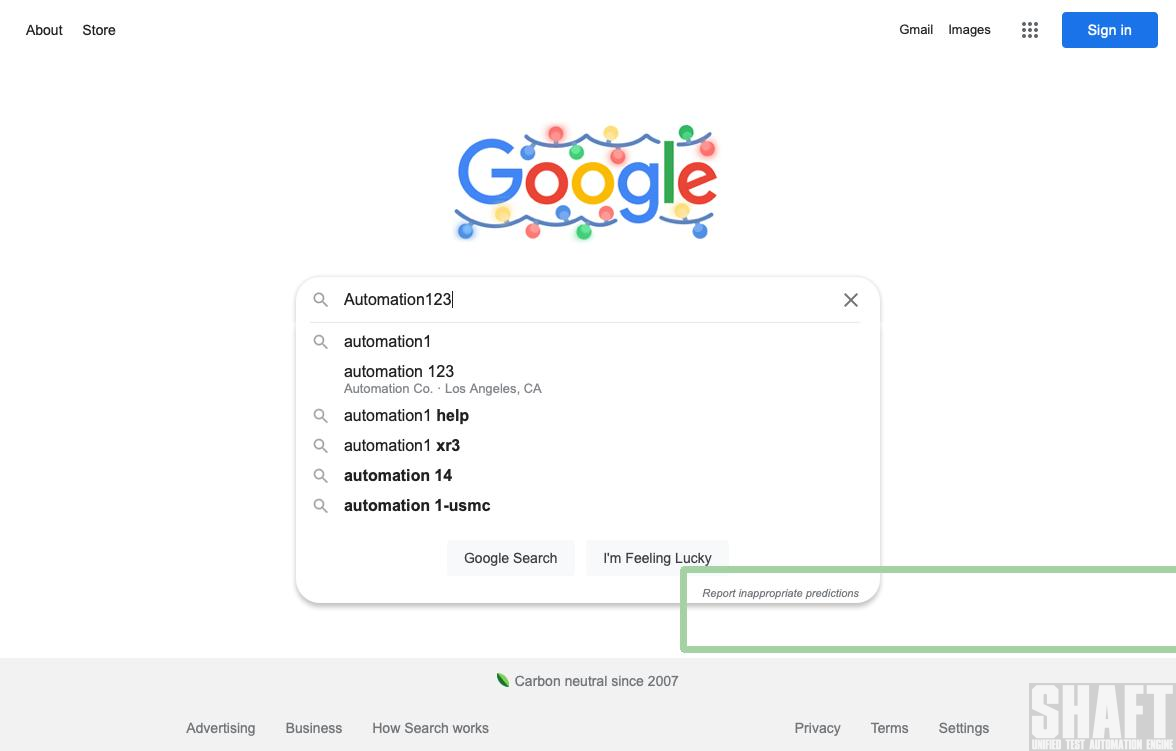 About Store Gmail Images Sign in
Google
Automation123
automation1
automation 123
Automation Co. · Los Angeles, CA
automation1 help
automation1 xr3
automation 14
automation 1-usmc
Google Search I'm Feeling Lucky
Report inappropriate predictions
Carbon neutral since 2007
Advertising Business How Search works Privacy Terms Settings
SHAFT
UNIFIED TEST AUTOMATION ENGINE